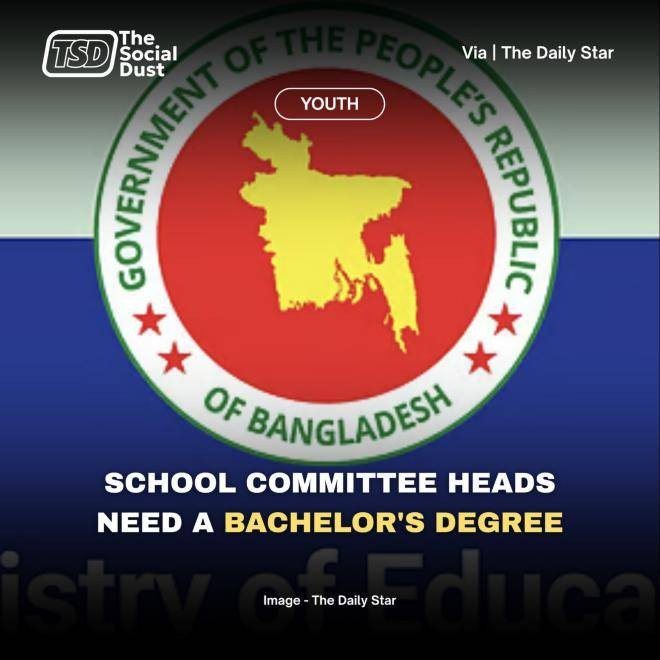 TSD The
Social
Dust
Via | The Daily Star
YOUTH
GOVERNMENT OF THE PEOPLE'S REPUBLIC
OF BANGLADESH
SCHOOL COMMITTEE HEADS
NEED A BACHELOR'S DEGREE
istry of Educa
Image - The Daily Star